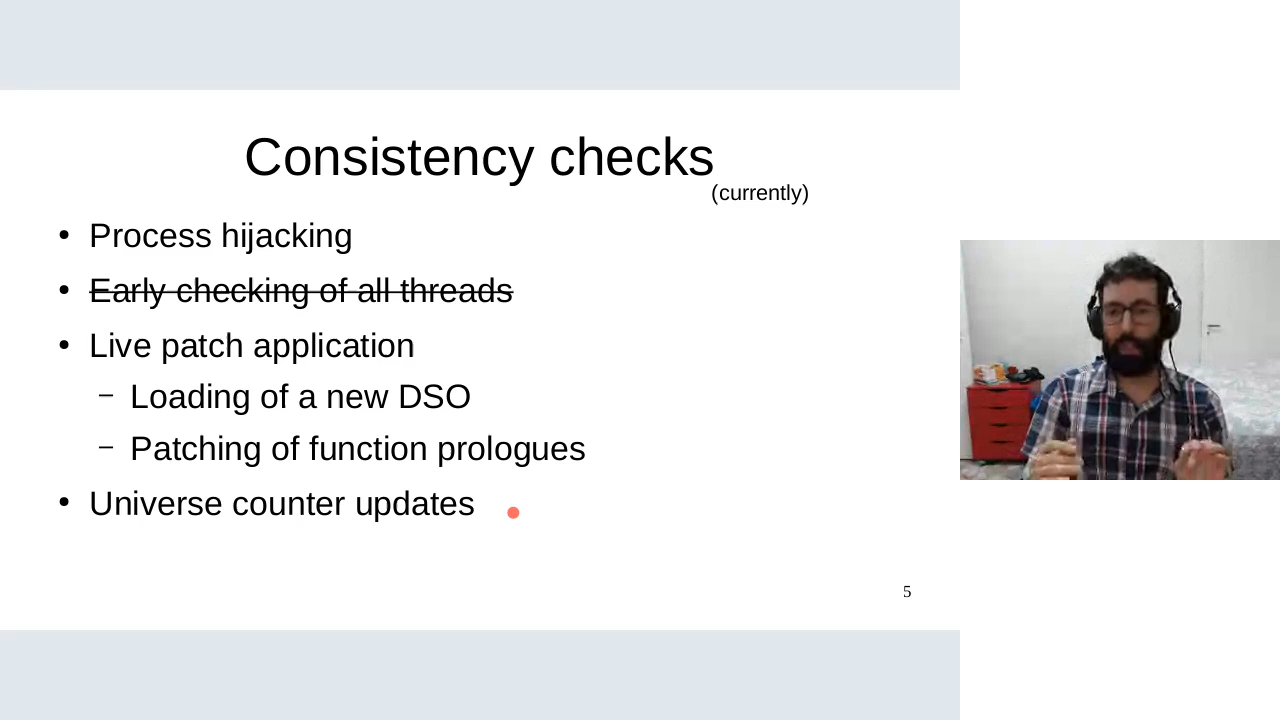 Consistency checks
(currently)
• Process hijacking
• Early checking of all threads
• Live patch application
– Loading of a new DSO
– Patching of function prologues
• Universe counter updates
5